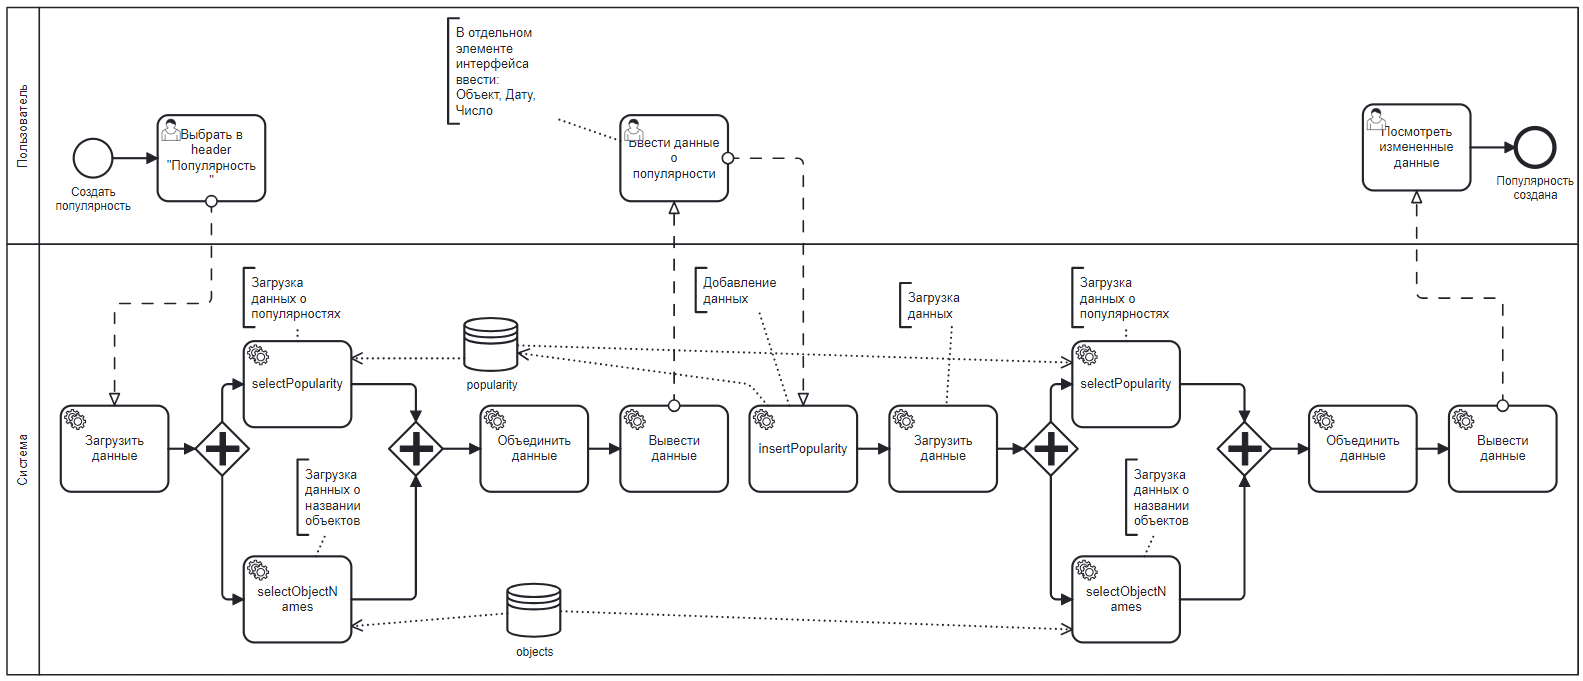 Пользователь
Создать
популярность
Выбрать в
header
"Популярность
"
В отдельном
элементе
интерфейса
ввести:
Объект, Дату,
Число
Ввести данные
о
популярности
Посмотреть
измененные
данные
Популярность
создана
Система
Загрузить
данные
Загрузка
данных о
популярностях
selectPopularity
Загрузка
данных о
названии
объектов
selectObjectN
ames
popularity
objects
Объединить
данные
Вывести
данные
Добавление
данных
insertPopularity
Загрузка
данных
Загрузить
данные
Загрузка
данных о
популярностях
selectPopularity
Загрузка
данных о
названии
объектов
selectObjectN
ames
Объединить
данные
Вывести
данные